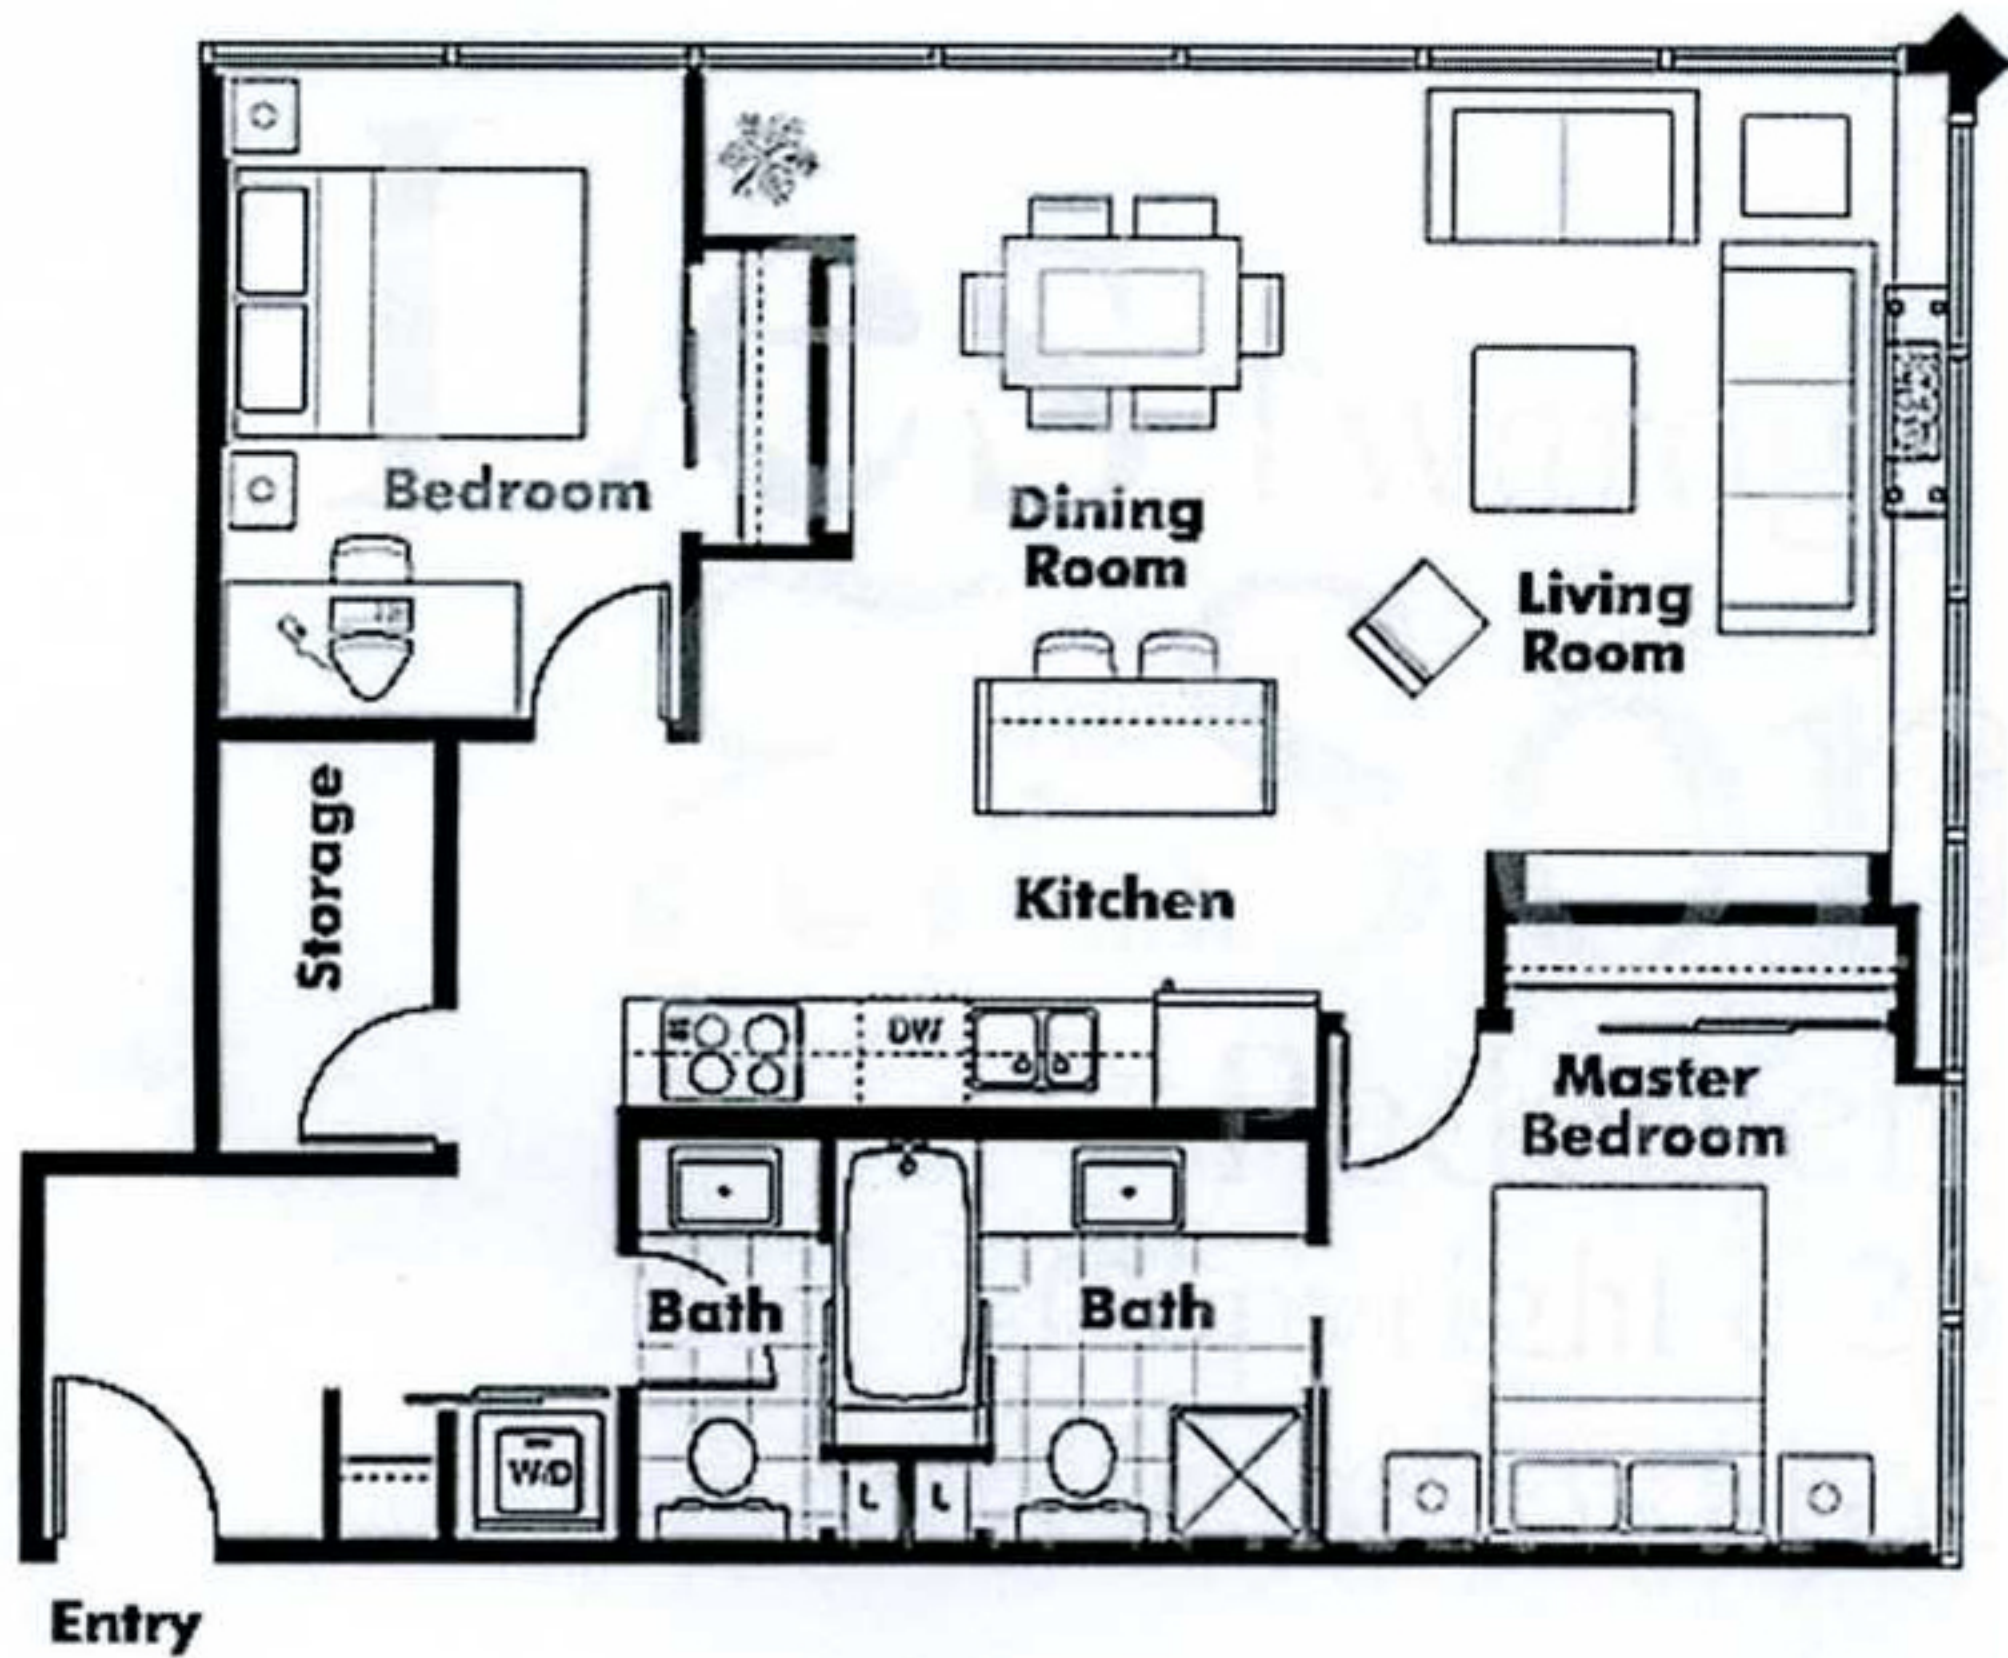 Bedroom
Dining
Room
Living
Room
Storage
Kitchen
DW
Master
Bedroom
Bath
Bath
W/D
L
L
Entry